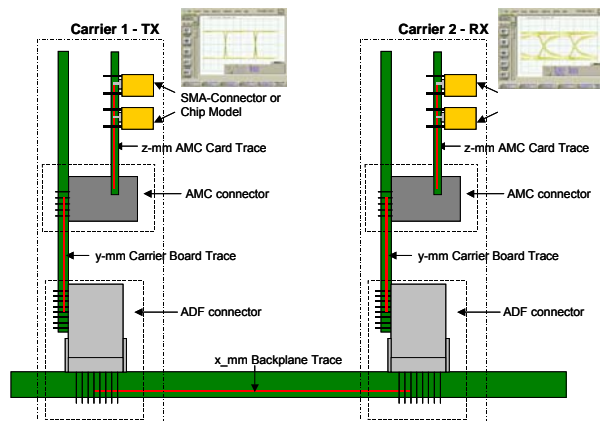 Carrier 1 - TX
Carrier 2 - RX
SMA-Connector or
Chip Model
z-mm AMC Card Trace
z-mm AMC Card Trace
AMC connector
AMC connector
y-mm Carrier Board Trace
y-mm Carrier Board Trace
ADF connector
ADF connector
x_mm Backplane Trace